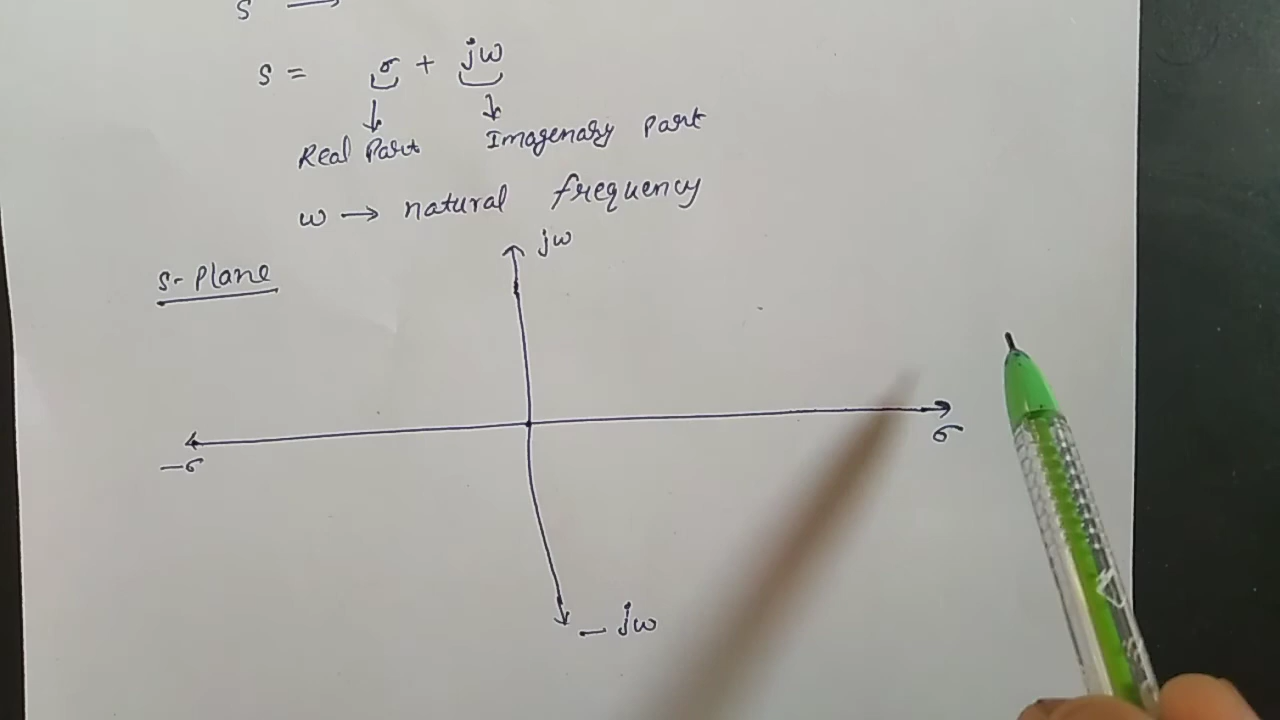 S →
S = σ + jω
Real Part Imagenary Part
ω → natural frequency
jω
S-Plane
σ
-σ
- jω